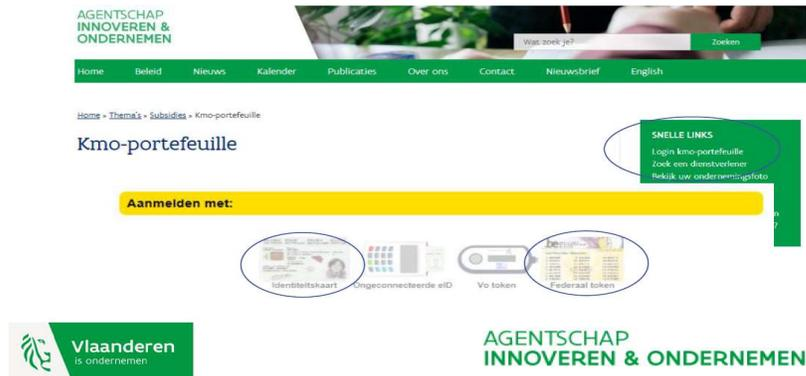 AGENTSCHAP
INNOVEREN &
ONDERNEMEN
Wat zoek je?
Zoeken
Home Beleid Nieuws Kalender Publicaties Over ons Contact Nieuwsbrief English
Home » Thema's » Subsidies » Kmo-portefeuille
Kmo-portefeuille
SNELLE LINKS
Login kmo-portefeuille
Zoek een dienstverlener
Bekijk uw ondernemingsfoto
Aanmelden met:
Identiteitskaart Ongeconnecteerde eID Vo token Federaal token
Vlaanderen
is ondernemen
AGENTSCHAP
INNOVEREN & ONDERNEMEN